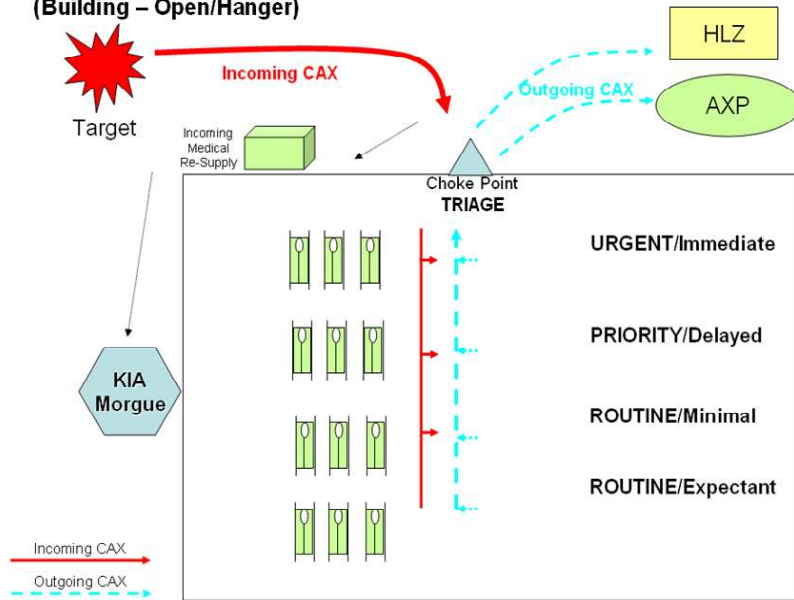 (Building – Open/Hanger)
HLZ
Incoming CAX
Outgoing CAX
AXP
Target
Incoming
Medical
Re-Supply
Choke Point
TRIAGE
URGENT/Immediate
PRIORITY/Delayed
KIA
Morgue
ROUTINE/Minimal
ROUTINE/Expectant
Incoming CAX
Outgoing CAX